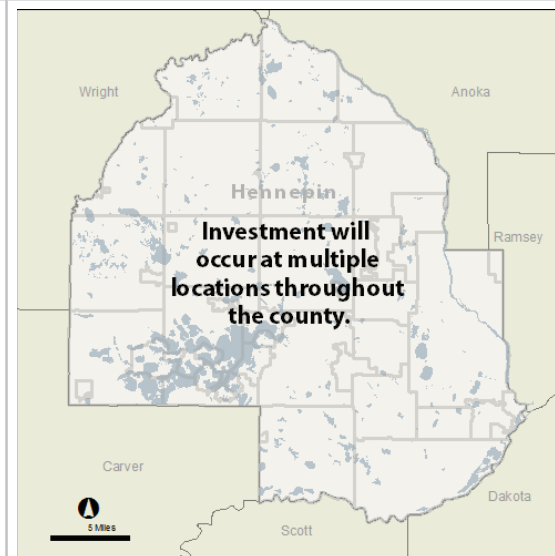 Wright
Anoka
Hennepin
Investment will
occur at multiple
locations throughout
the county.
Ramsey
Carver
Dakota
5 Miles
Scott